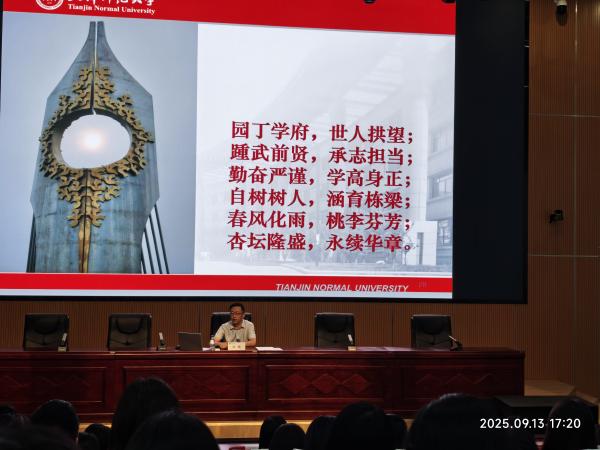 Tianjin Normal University
园丁学府，世人拱望；
踵武前贤，承志担当；
勤奋严谨，学高身正；
自树树人，涵育栋梁；
春风化雨，桃李芬芳；
杏坛隆盛，永续华章。
TIANJIN NORMAL UNIVERSITY
2025.09.13 17:20